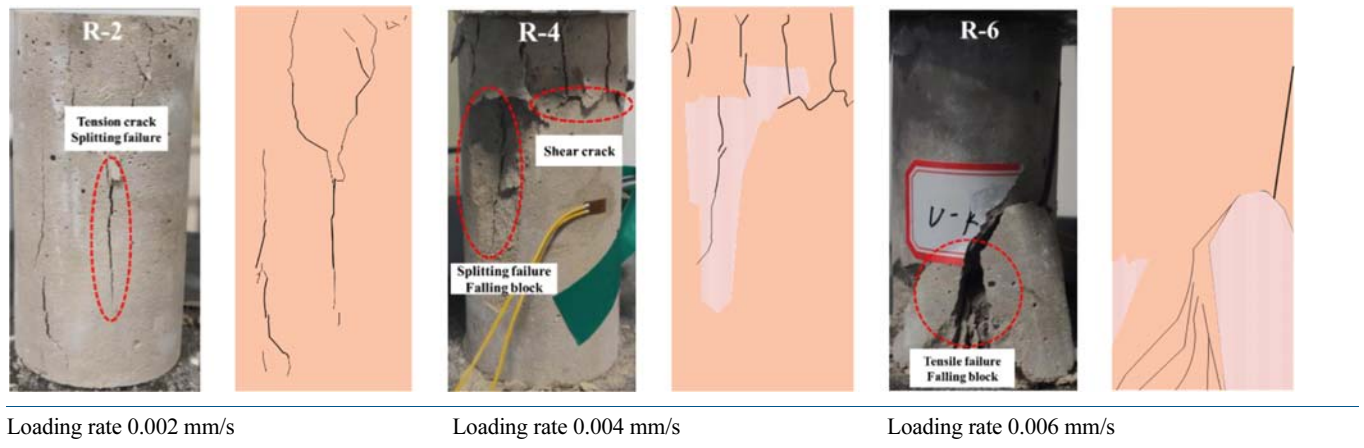 R-2
Tension crack
Splitting failure
R-4
Shear crack
Splitting failure
Falling block
R-6
Tensile failure
Falling block
Loading rate 0.002 mm/s
Loading rate 0.004 mm/s
Loading rate 0.006 mm/s